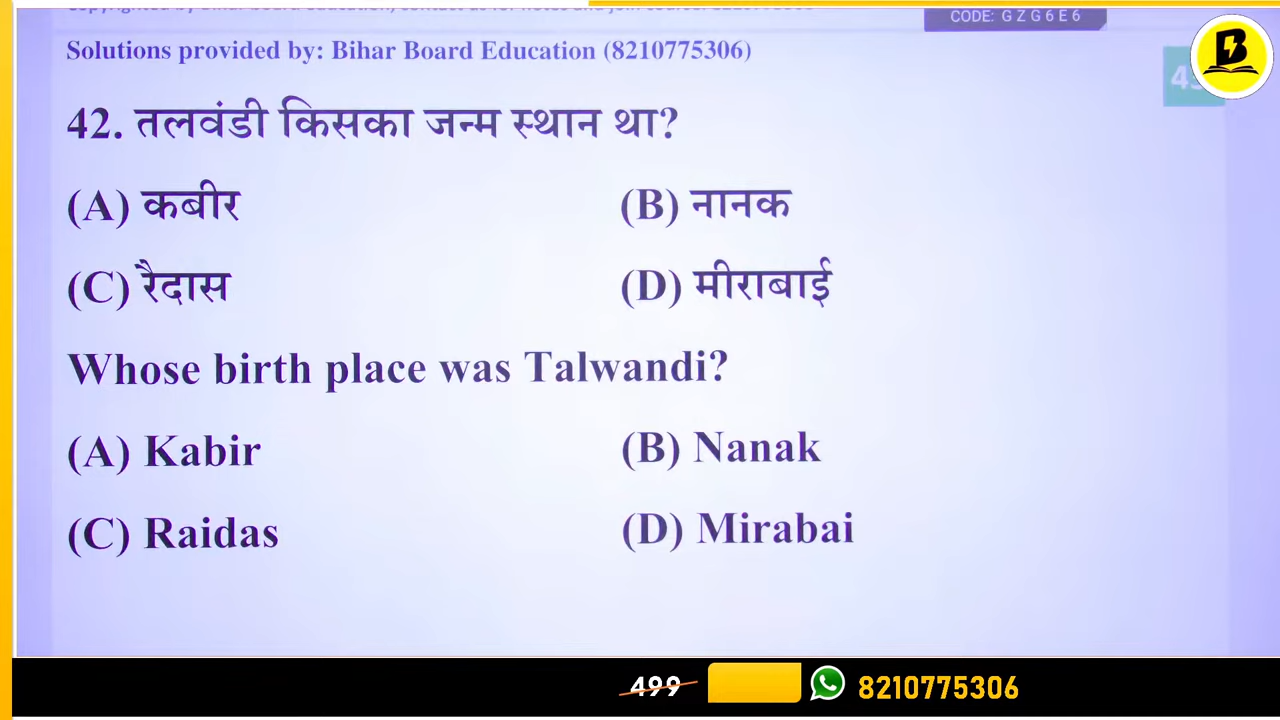 CODE: G Z G 6 E 6
Solutions provided by: Bihar Board Education (8210775306)
B
42. तलवंडी किसका जन्म स्थान था?
(A) कबीर (B) नानक
(C) रैदास (D) मीराबाई
Whose birth place was Talwandi?
(A) Kabir (B) Nanak
(C) Raidas (D) Mirabai
499 8210775306